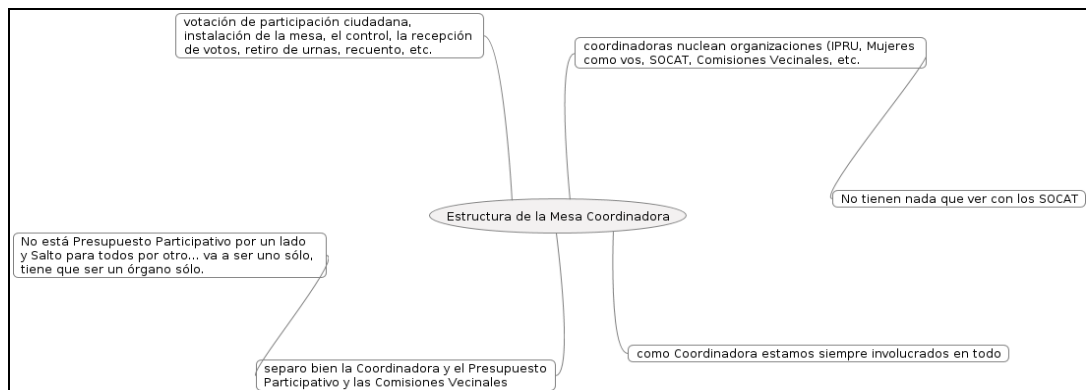 votación de participación ciudadana,
instalación de la mesa, el control, la recepción
de votos, retiro de urnas, recuento, etc.
coordinadoras nuclean organizaciones (IPRU, Mujeres
como vos, SOCAT, Comisiones Vecinales, etc.
No tienen nada que ver con los SOCAT
Estructura de la Mesa Coordinadora
No está Presupuesto Participativo por un lado
y Salto para todos por otro... va a ser uno sólo,
tiene que ser un órgano sólo.
como Coordinadora estamos siempre involucrados en todo
separo bien la Coordinadora y el Presupuesto
Participativo y las Comisiones Vecinales